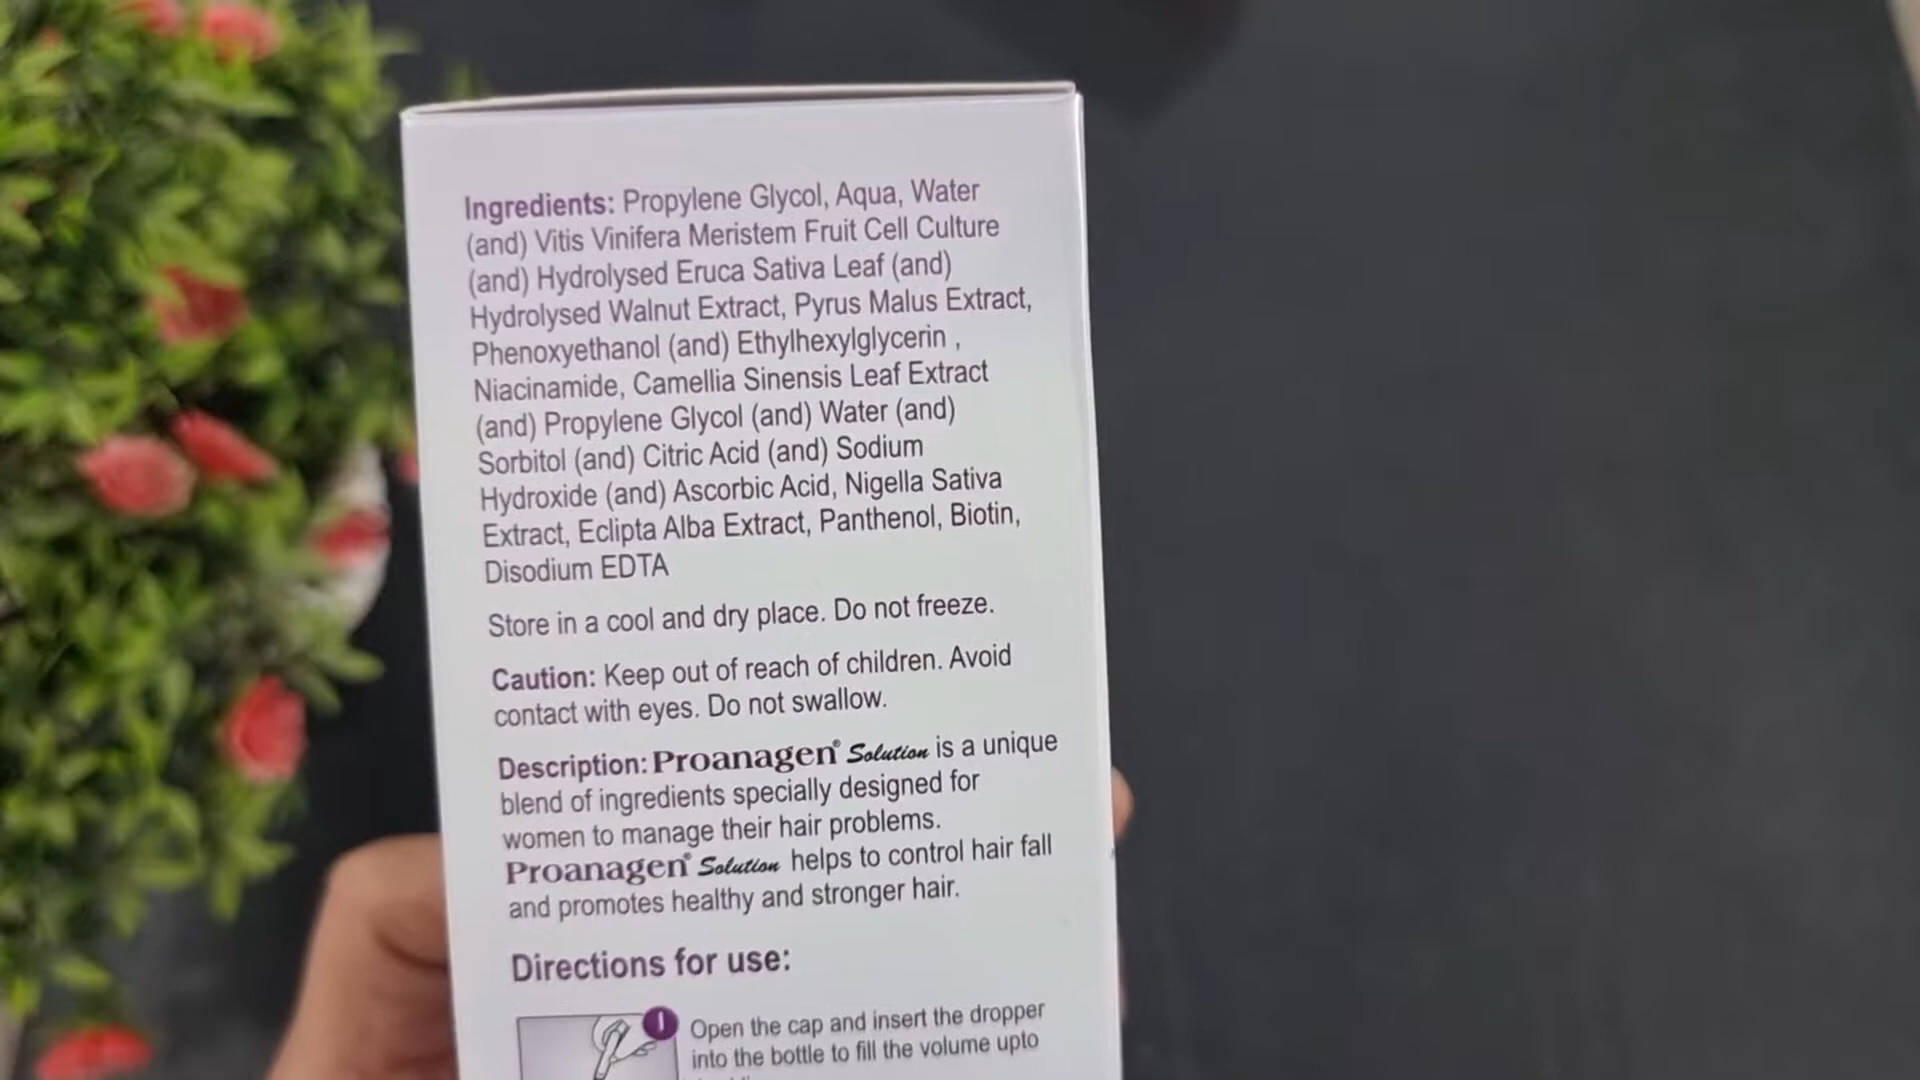 Ingredients: Propylene Glycol, Aqua, Water
(and) Vitis Vinifera Meristem Fruit Cell Culture
(and) Hydrolysed Eruca Sativa Leaf (and)
Hydrolysed Walnut Extract, Pyrus Malus Extract,
Phenoxyethanol (and) Ethylhexylglycerin ,
Niacinamide, Camellia Sinensis Leaf Extract
(and) Propylene Glycol (and) Water (and)
Sorbitol (and) Citric Acid (and) Sodium
Hydroxide (and) Ascorbic Acid, Nigella Sativa
Extract, Eclipta Alba Extract, Panthenol, Biotin,
Disodium EDTA
Store in a cool and dry place. Do not freeze.
Caution: Keep out of reach of children. Avoid
contact with eyes. Do not swallow.
Description: Proanagen® Solution is a unique
blend of ingredients specially designed for
women to manage their hair problems.
Proanagen® Solution helps to control hair fall
and promotes healthy and stronger hair.
Directions for use:
1 Open the cap and insert the dropper
into the bottle to fill the volume upto